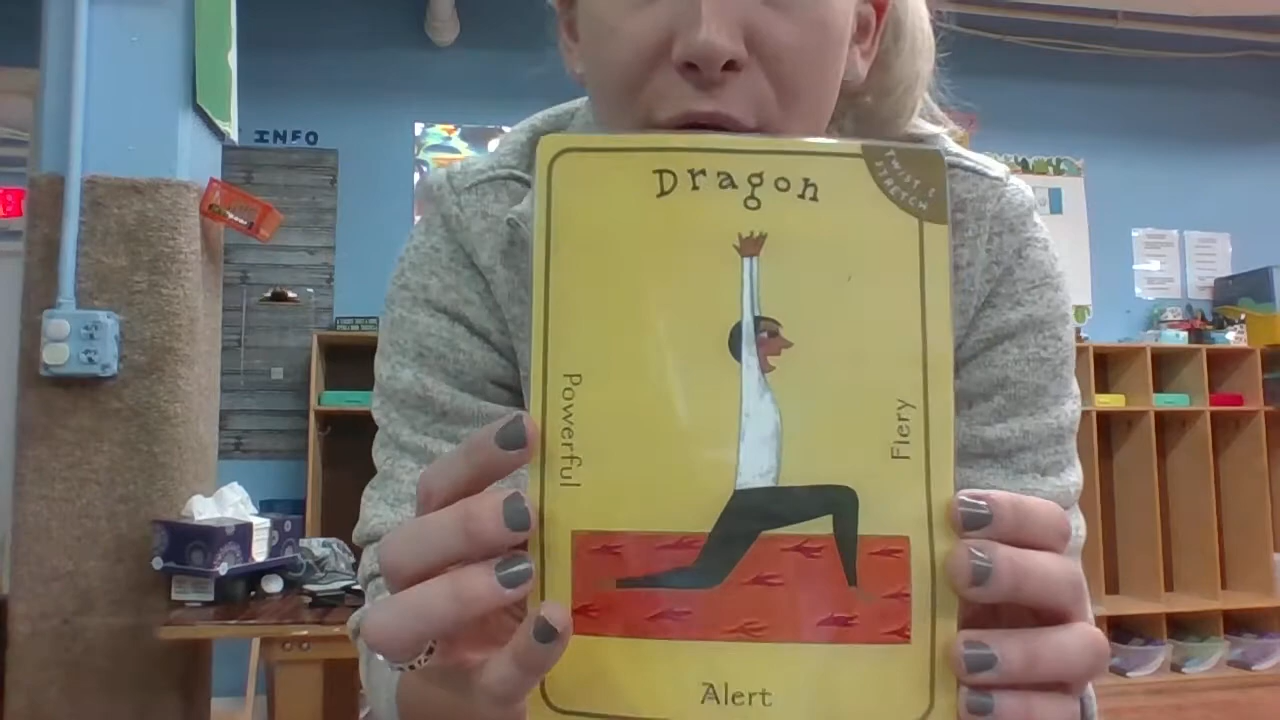 INFO
Dragon
TWIST &
STRETCH
Powerful
Fiery
Alert